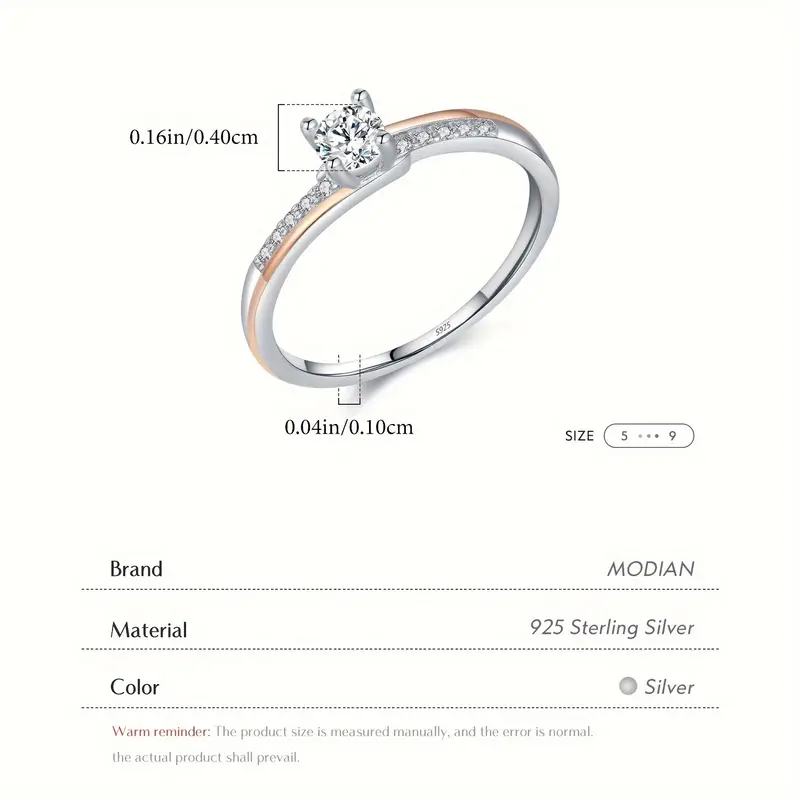 0.16in/0.40cm
S925
0.04in/0.10cm
SIZE 5 ••• 9
Brand MODIAN
Material 925 Sterling Silver
Color Silver
Warm reminder: The product size is measured manually, and the error is normal.
the actual product shall prevail.